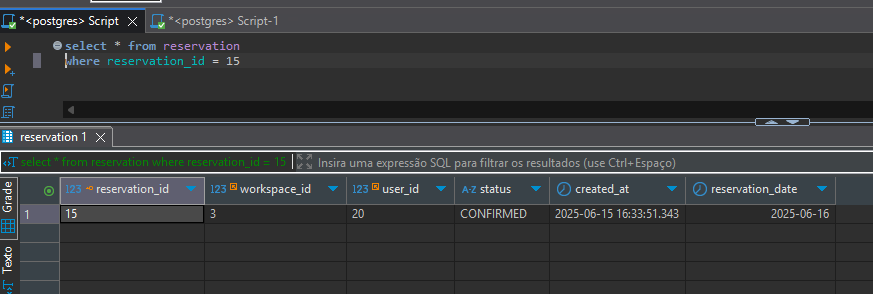 *<postgres> Script
*<postgres> Script-1
select * from reservation
where reservation_id = 15
reservation 1
select * from reservation where reservation_id = 15
Insira uma expressão SQL para filtrar os resultados (use Ctrl+Espaço)
Grade
Texto
123 reservation_id 123 workspace_id 123 user_id A-Z status created_at reservation_date
1 15 3 20 CONFIRMED 2025-06-15 16:33:51.343 2025-06-16